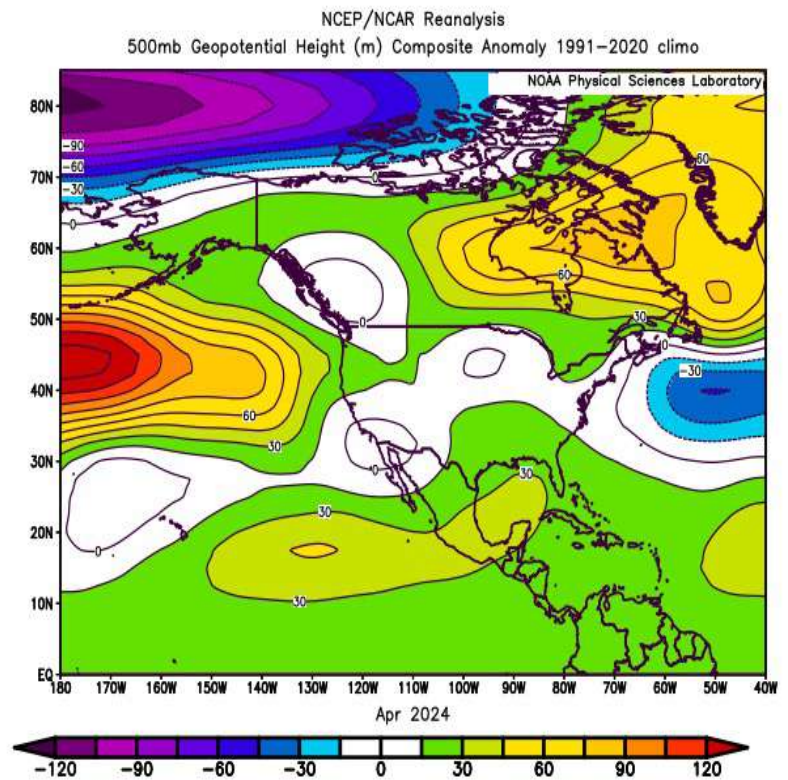 NCEP/NCAR Reanalysis
500mb Geopotential Height (m) Composite Anomaly 1991–2020 climo
NOAA Physical Sciences Laboratory
80N
-90
-60
70N
-30
0
0
60
60N
60
50N
0
30
0
-30
40N
60
30
30N
0
30
30
20N
0
10N
30
EQ
180 170W 160W 150W 140W 130W 120W 110W 100W 90W 80W 70W 60W 50W 40W
Apr 2024
-120 -90 -60 -30 0 30 60 90 120